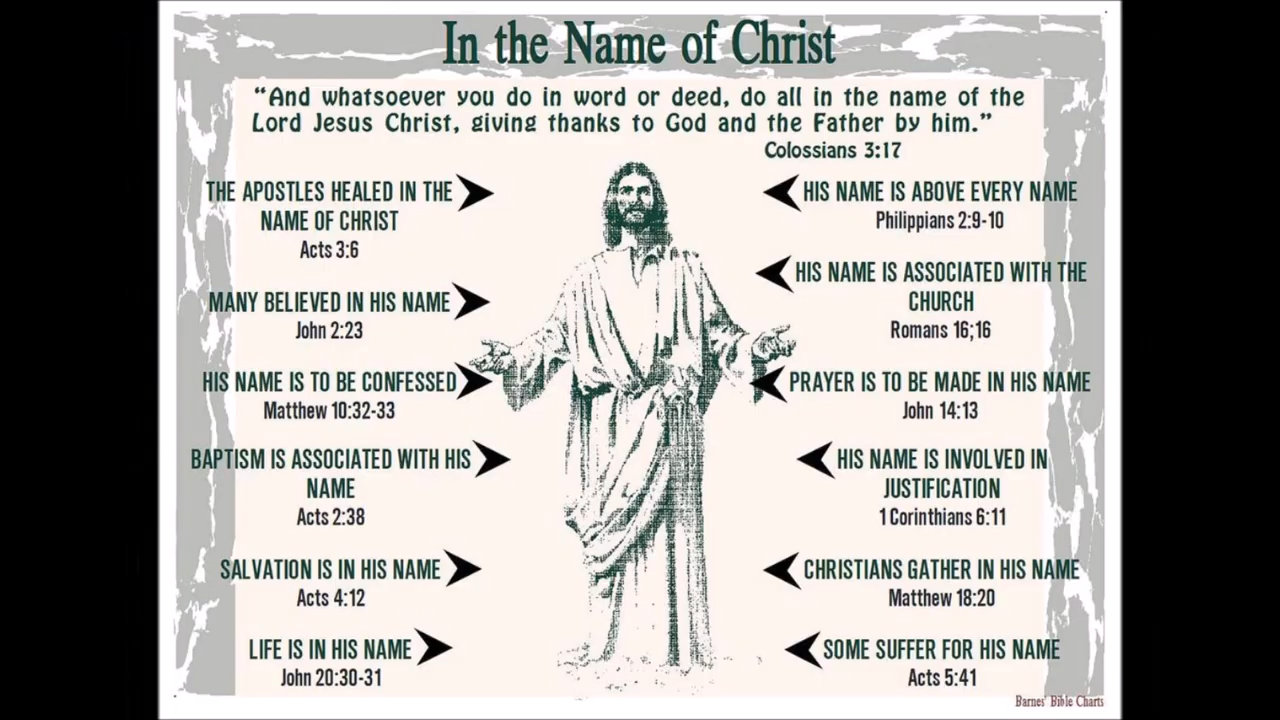 In the Name of Christ
“And whatsoever you do in word or deed, do all in the name of the
Lord Jesus Christ, giving thanks to God and the Father by him.”
Colossians 3:17
THE APOSTLES HEALED IN THE
NAME OF CHRIST
Acts 3:6
MANY BELIEVED IN HIS NAME
John 2:23
HIS NAME IS TO BE CONFESSED
Matthew 10:32-33
BAPTISM IS ASSOCIATED WITH HIS
NAME
Acts 2:38
SALVATION IS IN HIS NAME
Acts 4:12
LIFE IS IN HIS NAME
John 20:30-31
HIS NAME IS ABOVE EVERY NAME
Philippians 2:9-10
HIS NAME IS ASSOCIATED WITH THE
CHURCH
Romans 16;16
PRAYER IS TO BE MADE IN HIS NAME
John 14:13
HIS NAME IS INVOLVED IN
JUSTIFICATION
1 Corinthians 6:11
CHRISTIANS GATHER IN HIS NAME
Matthew 18:20
SOME SUFFER FOR HIS NAME
Acts 5:41
Barnes' Bible Charts